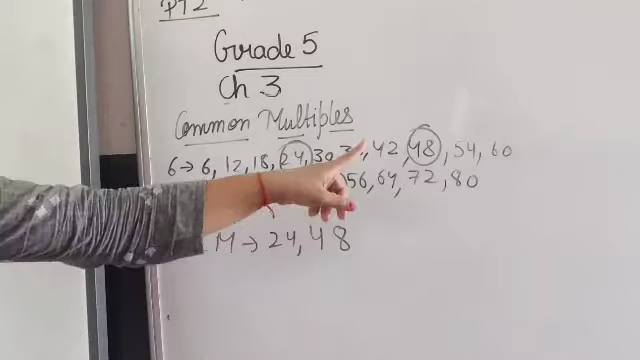 PT2
Grade 5
Ch 3
Common Multiples
6→ 6, 12, 18, 24, 30, 42, 48, 54, 60
56, 64, 72, 80
M → 24, 48